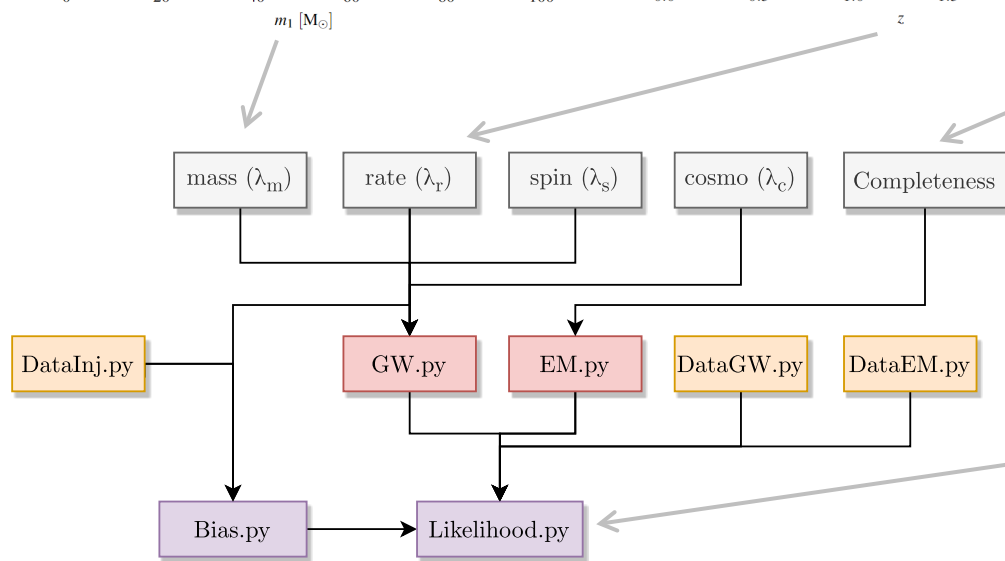 m₁ [M☉]
z
mass (λₘ)
rate (λᵣ)
spin (λₛ)
cosmo (λ_c)
Completeness
DataInj.py
GW.py
EM.py
DataGW.py
DataEM.py
Bias.py
Likelihood.py